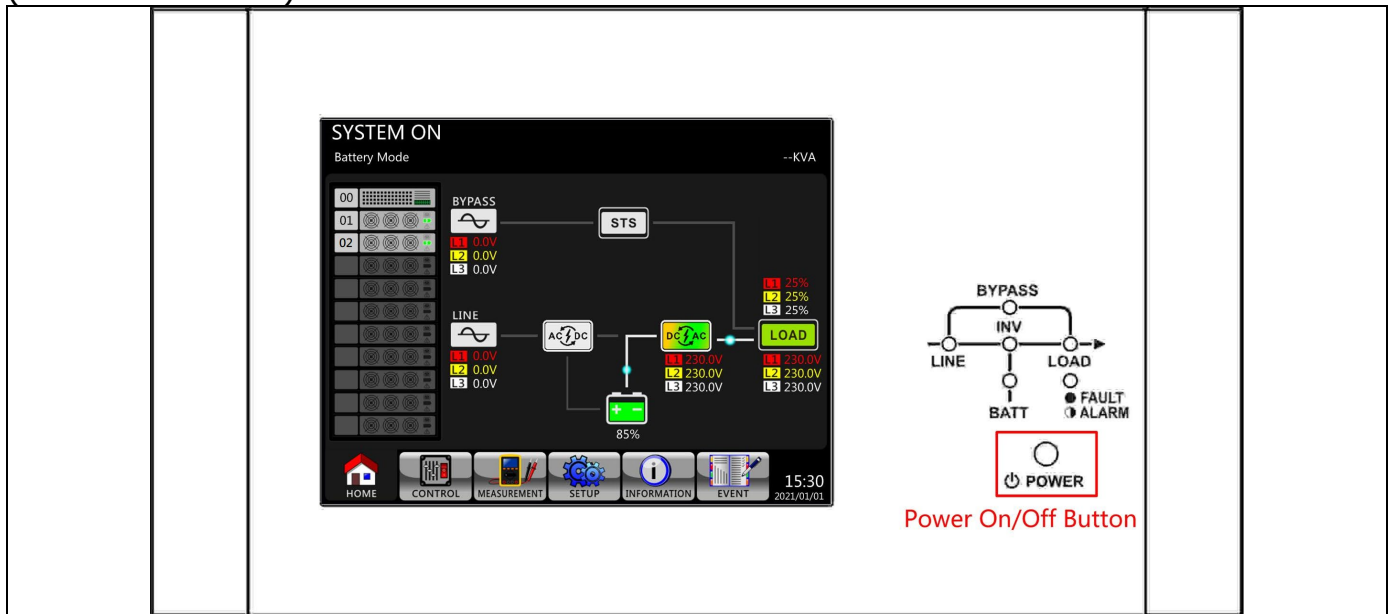 SYSTEM ON
Battery Mode
--KVA
00
01
02
BYPASS
L1 0.0V
L2 0.0V
L3 0.0V
STS
LINE
L1 0.0V
L2 0.0V
L3 0.0V
AC DC
DC AC
L1 230.0V
L2 230.0V
L3 230.0V
L1 25%
L2 25%
L3 25%
LOAD
L1 230.0V
L2 230.0V
L3 230.0V
85%
HOME
CONTROL
MEASUREMENT
SETUP
INFORMATION
EVENT
15:30
2021/01/01
BYPASS
INV
LINE
LOAD
BATT
FAULT
ALARM
POWER
Power On/Off Button